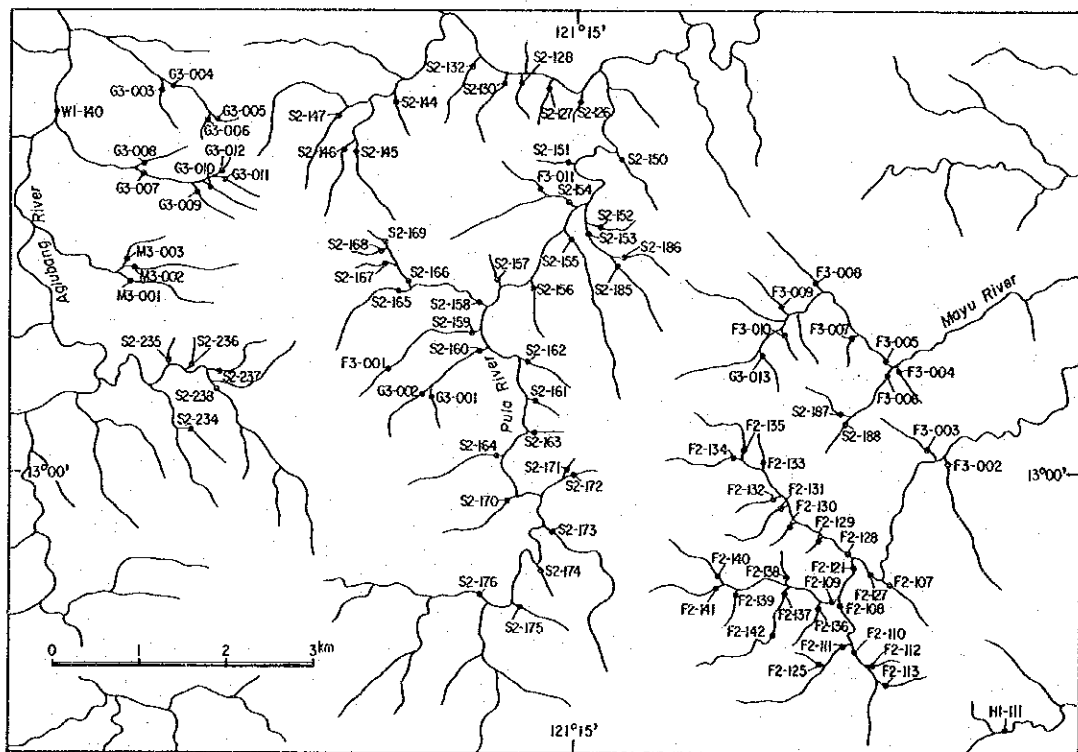 121°15'
G3-004
G3-003
WI-140
G3-005
G3-006
G3-012
G3-008
G3-010
G3-011
G3-007
G3-009
Agubang River
M3-003
M3-002
M3-001
S2-132
S2-128
S2-130
S2-127
S2-126
S2-144
S2-147
S2-146
S2-145
S2-151
S2-150
F3-011
S2-154
S2-152
S2-153
S2-186
S2-155
S2-185
S2-169
S2-168
S2-167
S2-166
S2-157
S2-165
S2-156
S2-158
S2-159
F3-001
S2-160
S2-162
G3-002
G3-001
S2-161
Pula River
S2-163
S2-164
S2-171
S2-172
S2-170
S2-173
S2-174
S2-176
S2-175
S2-235
S2-236
S2-237
S2-238
S2-234
13°00'
F3-008
F3-009
Mayu River
F3-010
F3-007
F3-005
F3-004
G3-013
F3-006
S2-187
S2-188
F3-003
F3-002
13°00'
F2-135
F2-134
F2-133
F2-132
F2-131
F2-130
F2-129
F2-128
F2-140
F2-138
F2-121
F2-109
F2-107
F2-127
F2-108
F2-141
F2-139
F2-137
F2-136
F2-142
F2-110
F2-111
F2-112
F2-125
F2-113
HI-111
0 1 2 3 km
121°15'